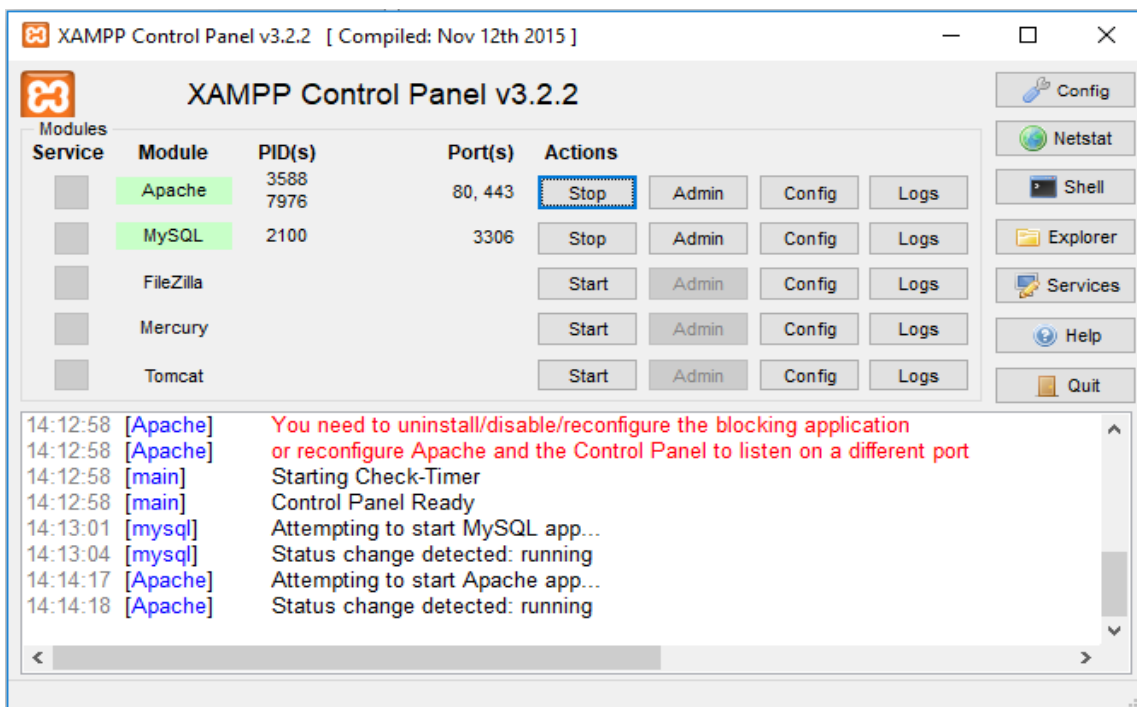 XAMPP Control Panel v3.2.2 [ Compiled: Nov 12th 2015 ]
XAMPP Control Panel v3.2.2
Config
Modules
Netstat
Service Module PID(s) Port(s) Actions
Apache 3588 7976 80, 443 Stop Admin Config Logs
Shell
MySQL 2100 3306 Stop Admin Config Logs
Explorer
FileZilla Start Admin Config Logs
Services
Mercury Start Admin Config Logs
Help
Tomcat Start Admin Config Logs
Quit
14:12:58 [Apache] You need to uninstall/disable/reconfigure the blocking application
14:12:58 [Apache] or reconfigure Apache and the Control Panel to listen on a different port
14:12:58 [main] Starting Check-Timer
14:12:58 [main] Control Panel Ready
14:13:01 [mysql] Attempting to start MySQL app...
14:13:04 [mysql] Status change detected: running
14:14:17 [Apache] Attempting to start Apache app...
14:14:18 [Apache] Status change detected: running